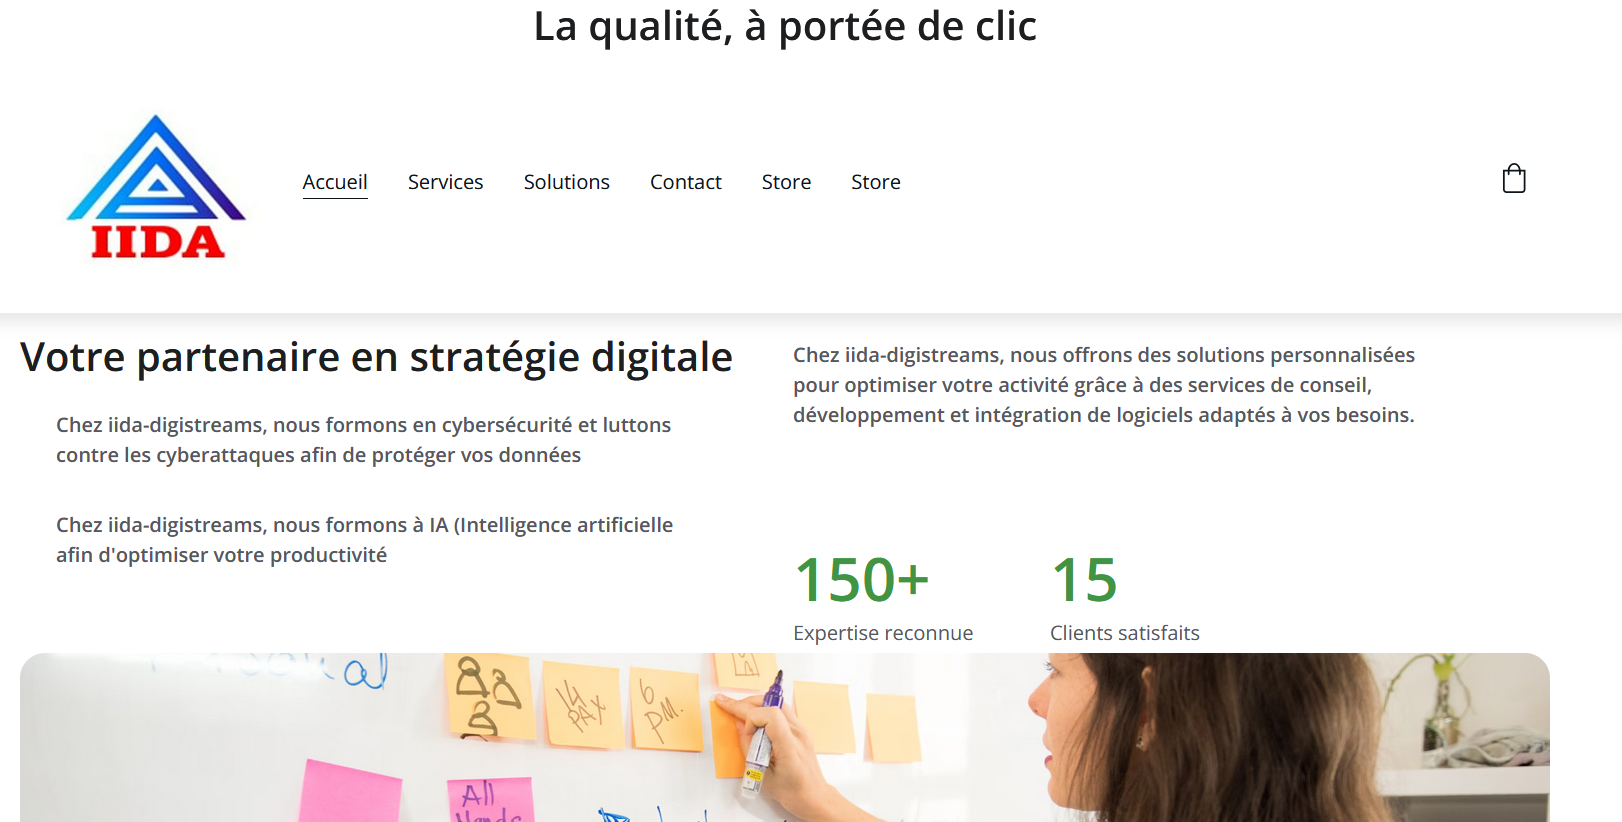 La qualité, à portée de clic
IIDA
Accueil Services Solutions Contact Store Store
Votre partenaire en stratégie digitale
Chez iida-digistreams, nous formons en cybersécurité et luttons
contre les cyberattaques afin de protéger vos données
Chez iida-digistreams, nous formons à IA (Intelligence artificielle
afin d'optimiser votre productivité
Chez iida-digistreams, nous offrons des solutions personnalisées
pour optimiser votre activité grâce à des services de conseil,
développement et intégration de logiciels adaptés à vos besoins.
150+
Expertise reconnue
15
Clients satisfaits
14
PAX
6
PM.
All
Hands